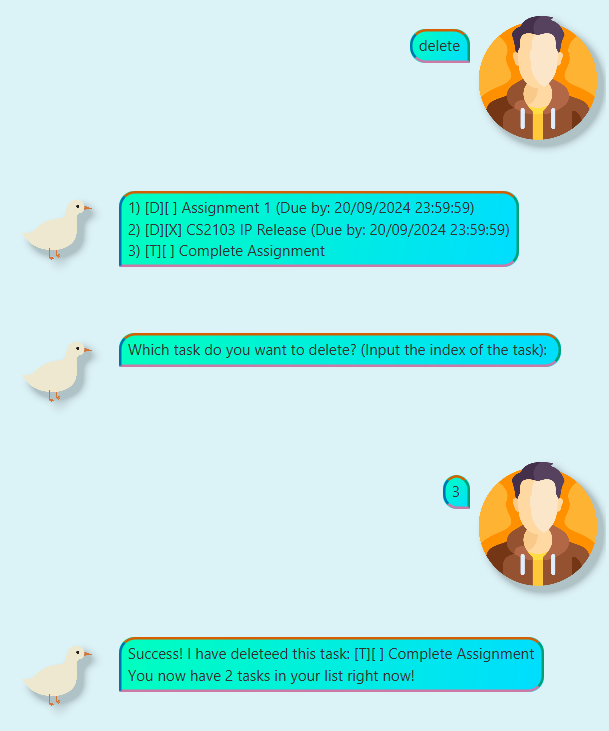 delete
1) [D][ ] Assignment 1 (Due by: 20/09/2024 23:59:59)
2) [D][X] CS2103 IP Release (Due by: 20/09/2024 23:59:59)
3) [T][ ] Complete Assignment
Which task do you want to delete? (Input the index of the task):
3
Success! I have deleteed this task: [T][ ] Complete Assignment
You now have 2 tasks in your list right now!